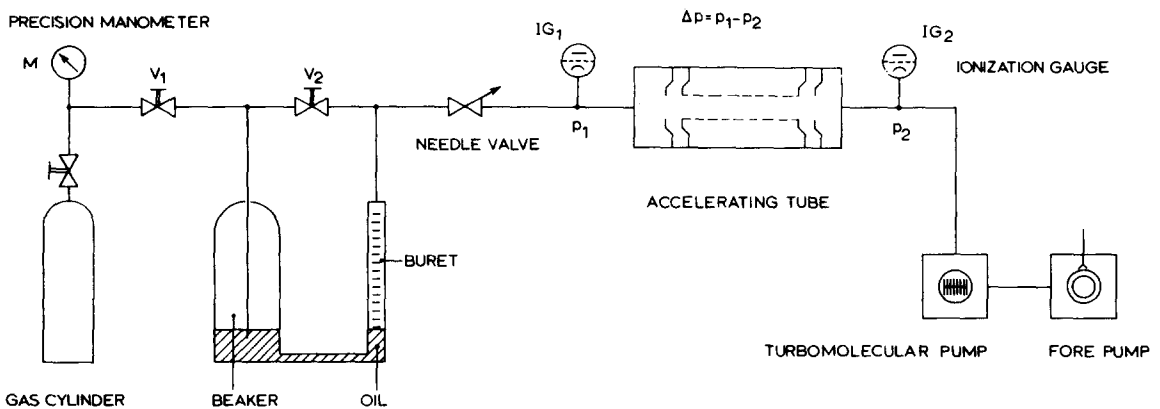 PRECISION MANOMETER
M
V1
V2
IG1
Δp=p1-p2
IG2
IONIZATION GAUGE
NEEDLE VALVE
p1
p2
ACCELERATING TUBE
BURET
TURBOMOLECULAR PUMP
FORE PUMP
GAS CYLINDER
BEAKER
OIL